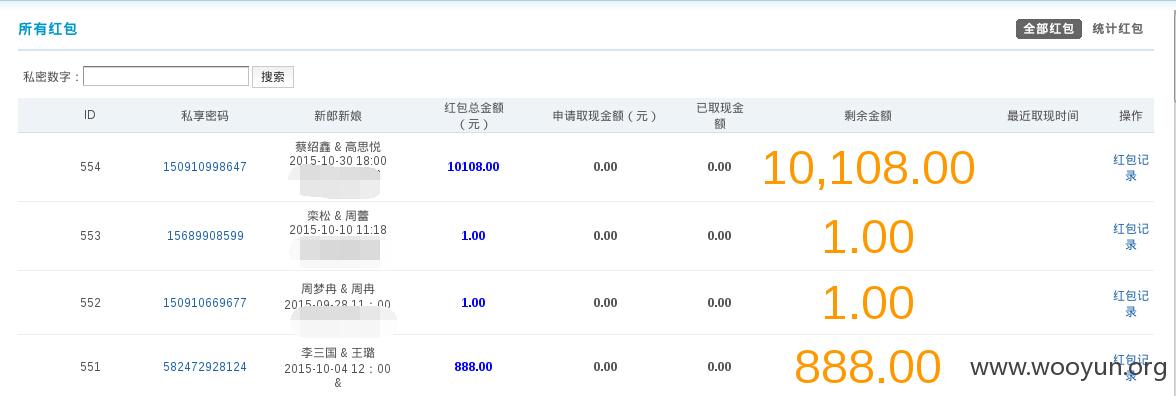 所有红包
全部红包 统计红包
私密数字： 搜索
ID 私享密码 新郎新娘 红包总金额（元） 申请取现金额（元） 已取现金额 剩余金额 最近取现时间 操作
554 150910998647 蔡绍鑫 & 高思悦 2015-10-30 18:00 10108.00 0.00 0.00 10,108.00 红包记录
553 15689908599 栾松 & 周蕾 2015-10-10 11:18 1.00 0.00 0.00 1.00 红包记录
552 150910669677 周梦冉 & 周冉 2015-09-28 11：00 1.00 0.00 0.00 1.00 红包记录
551 582472928124 李三国 & 王璐 2015-10-04 12：00 & 888.00 0.00 0.00 888.00 红包记录
www.wooyun.org